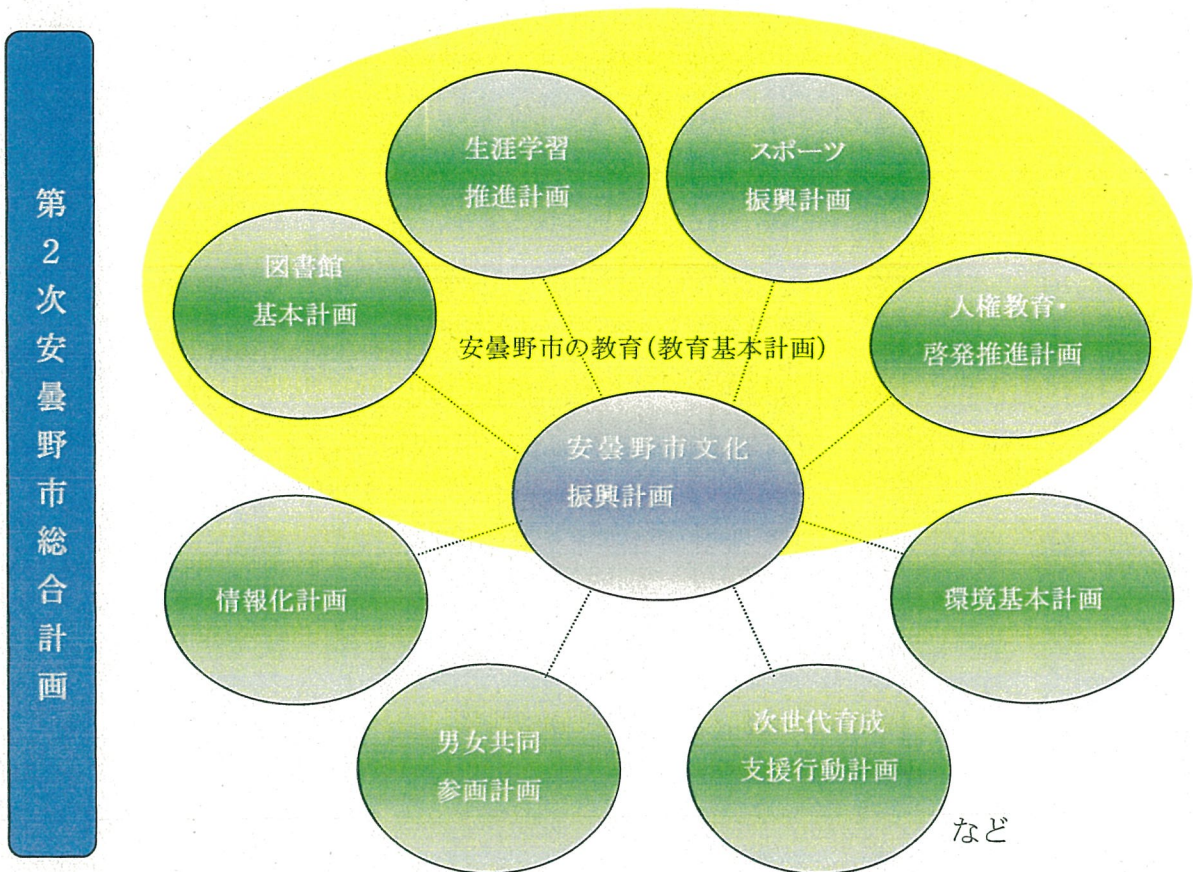 第2次安曇野市総合計画
生涯学習
推進計画
スポーツ
振興計画
図書館
基本計画
人権教育・
啓発推進計画
安曇野市の教育(教育基本計画)
安曇野市文化
振興計画
情報化計画
環境基本計画
男女共同
参画計画
次世代育成
支援行動計画
など